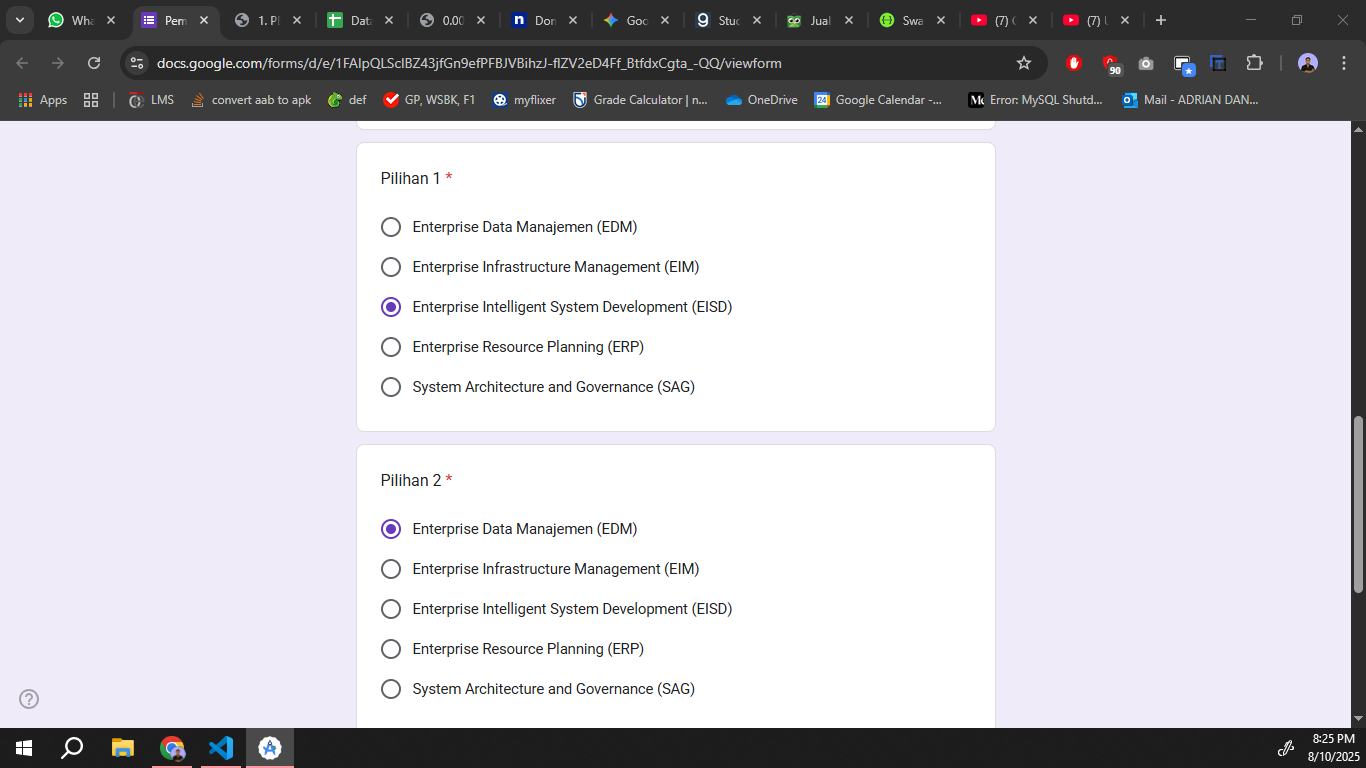 Wha
Pem
1. Pl
Data
0.00
Don
Goo
Stuc
Jual
Swa
(7) (
(7) L
docs.google.com/forms/d/e/1FAIpQLSclBZ43jfGn9efPFBJVBihzJ-flZV2eD4Ff_BtfdxCgta_-QQ/viewform
90
Apps
LMS
convert aab to apk
def
GP, WSBK, F1
myflixer
Grade Calculator | n...
OneDrive
24
Google Calendar -...
Error: MySQL Shutd...
Mail - ADRIAN DAN...
Pilihan 1 *
Enterprise Data Manajemen (EDM)
Enterprise Infrastructure Management (EIM)
Enterprise Intelligent System Development (EISD)
Enterprise Resource Planning (ERP)
System Architecture and Governance (SAG)
Pilihan 2 *
Enterprise Data Manajemen (EDM)
Enterprise Infrastructure Management (EIM)
Enterprise Intelligent System Development (EISD)
Enterprise Resource Planning (ERP)
System Architecture and Governance (SAG)
8:25 PM
8/10/2025